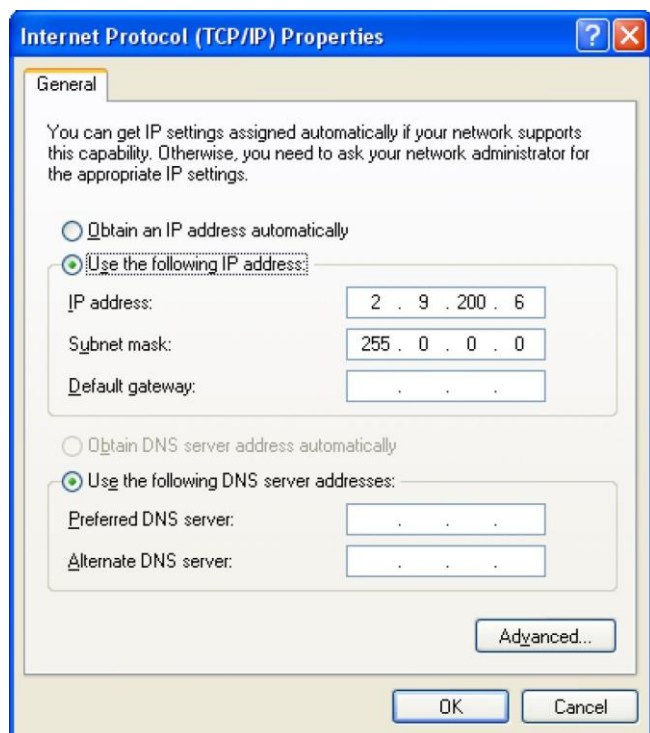 Internet Protocol (TCP/IP) Properties
General
You can get IP settings assigned automatically if your network supports
this capability. Otherwise, you need to ask your network administrator for
the appropriate IP settings.
Obtain an IP address automatically
Use the following IP address:
IP address: 2 . 9 . 200 . 6
Subnet mask: 255 . 0 . 0 . 0
Default gateway: . . .
Obtain DNS server address automatically
Use the following DNS server addresses:
Preferred DNS server: . . .
Alternate DNS server: . . .
Advanced...
OK Cancel